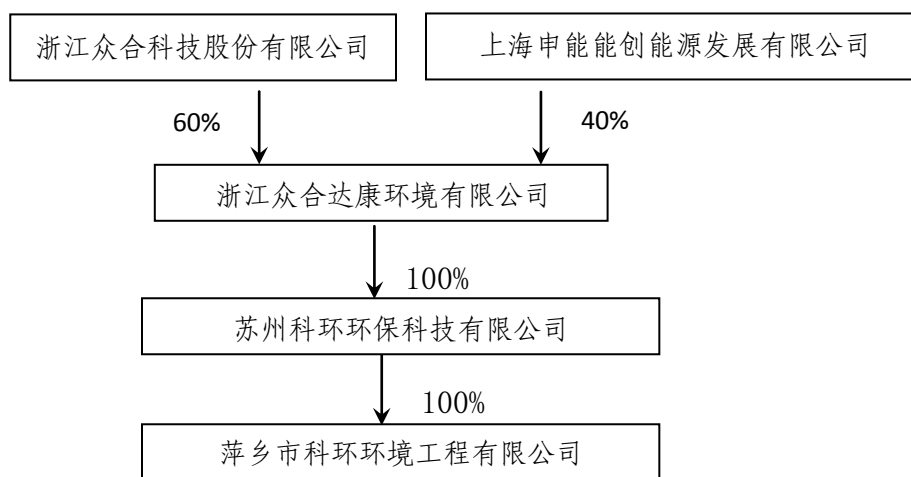 浙江众合科技股份有限公司
上海申能能创能源发展有限公司
60%
40%
浙江众合达康环境有限公司
100%
苏州科环环保科技有限公司
100%
萍乡市科环环境工程有限公司